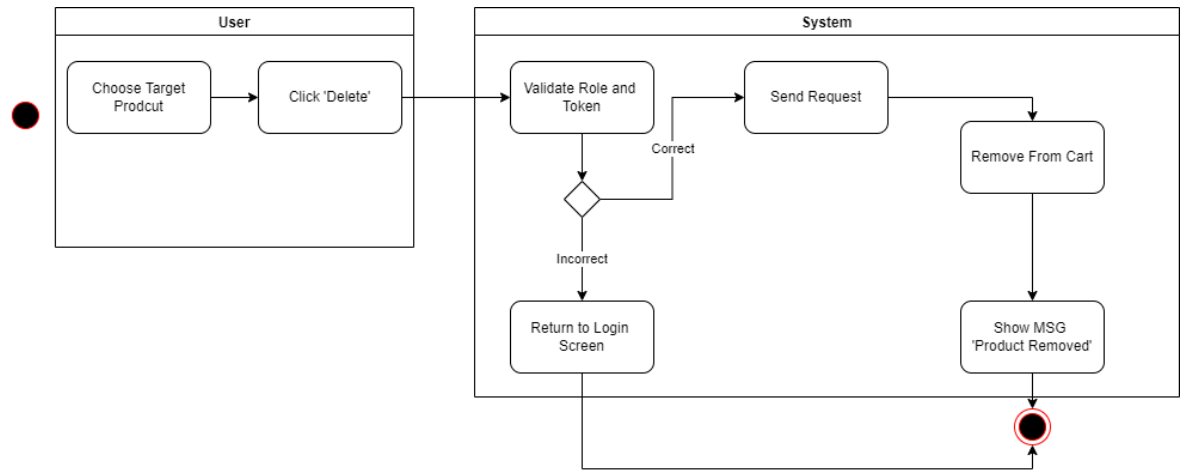 User
System
Choose Target
Prodcut
Click 'Delete'
Validate Role and
Token
Send Request
Correct
Remove From Cart
Incorrect
Return to Login
Screen
Show MSG
'Product Removed'